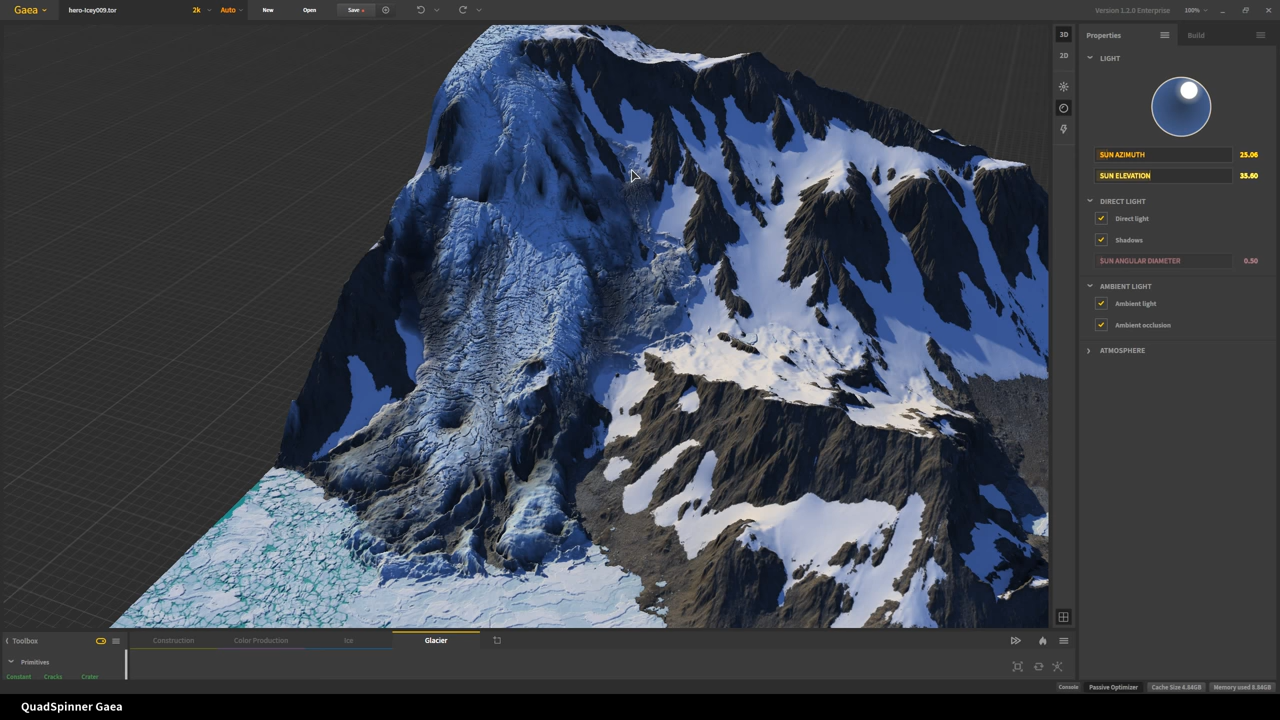 Gaea
hero-Icey009.tor
2k
Auto
New
Open
Save
Version 1.2.0 Enterprise
100%
3D
2D
Properties
Build
LIGHT
SUN AZIMUTH 25.06
SUN ELEVATION 35.60
DIRECT LIGHT
Direct light
Shadows
SUN ANGULAR DIAMETER 0.50
AMBIENT LIGHT
Ambient light
Ambient occlusion
ATMOSPHERE
Toolbox
Construction
Color Production
Ice
Glacier
Primitives
Constant Cracks Crater
Console
Passive Optimizer
Cache Size 4.84GB
Memory used 8.84GB
QuadSpinner Gaea